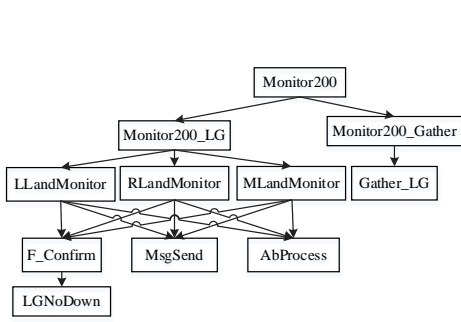 Monitor200
Monitor200_LG
Monitor200_Gather
LLandMonitor
RLandMonitor
MLandMonitor
Gather_LG
F_Confirm
MsgSend
AbProcess
LGNoDown